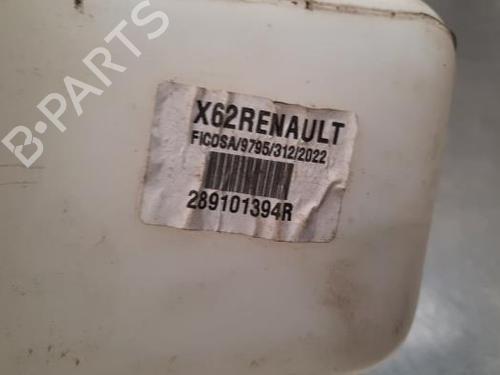 X62RENAULT
FICOSA/9795/312/2022
289101394R
B-PARTS